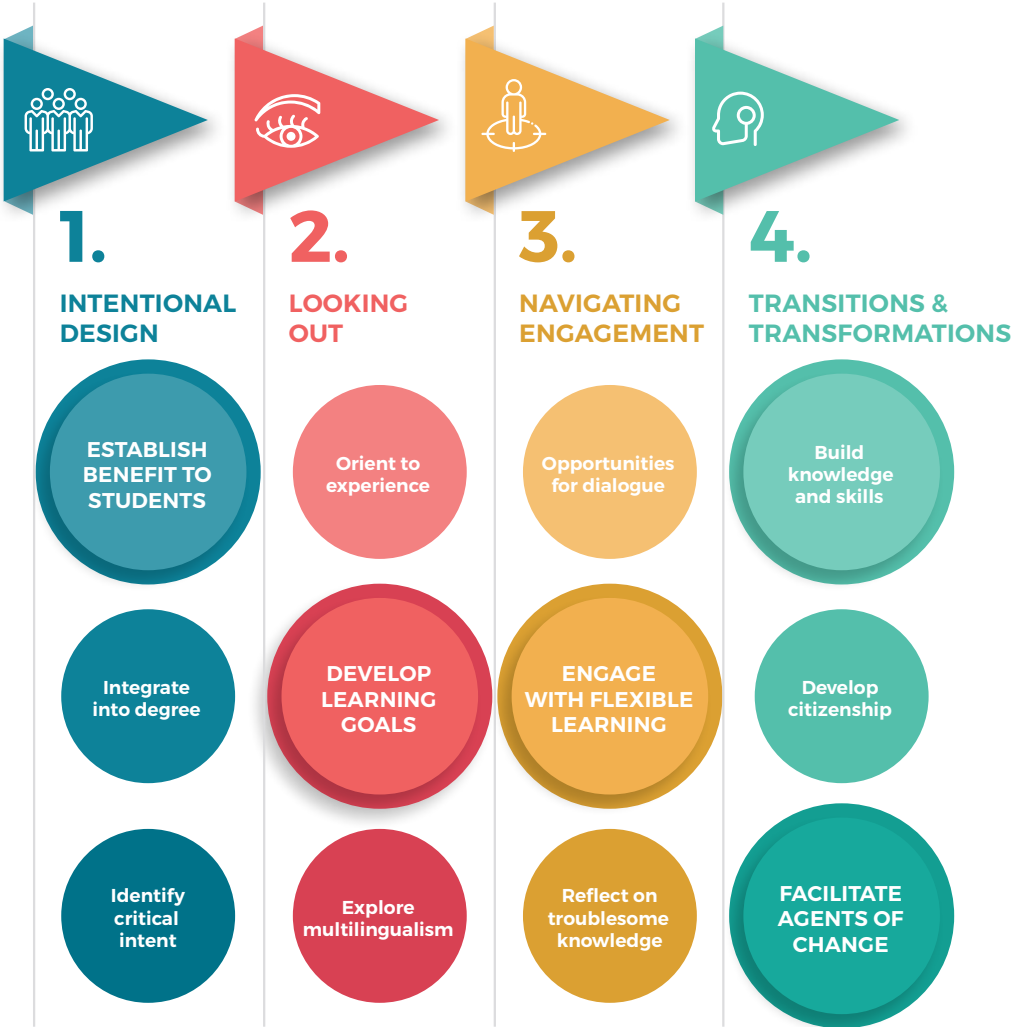 1.
INTENTIONAL
DESIGN
ESTABLISH
BENEFIT TO
STUDENTS
Integrate
into degree
Identify
critical
intent
2.
LOOKING
OUT
Orient to
experience
DEVELOP
LEARNING
GOALS
Explore
multilingualism
3.
NAVIGATING
ENGAGEMENT
Opportunities
for dialogue
ENGAGE
WITH FLEXIBLE
LEARNING
Reflect on
troublesome
knowledge
4.
TRANSITIONS &
TRANSFORMATIONS
Build
knowledge
and skills
Develop
citizenship
FACILITATE
AGENTS OF
CHANGE